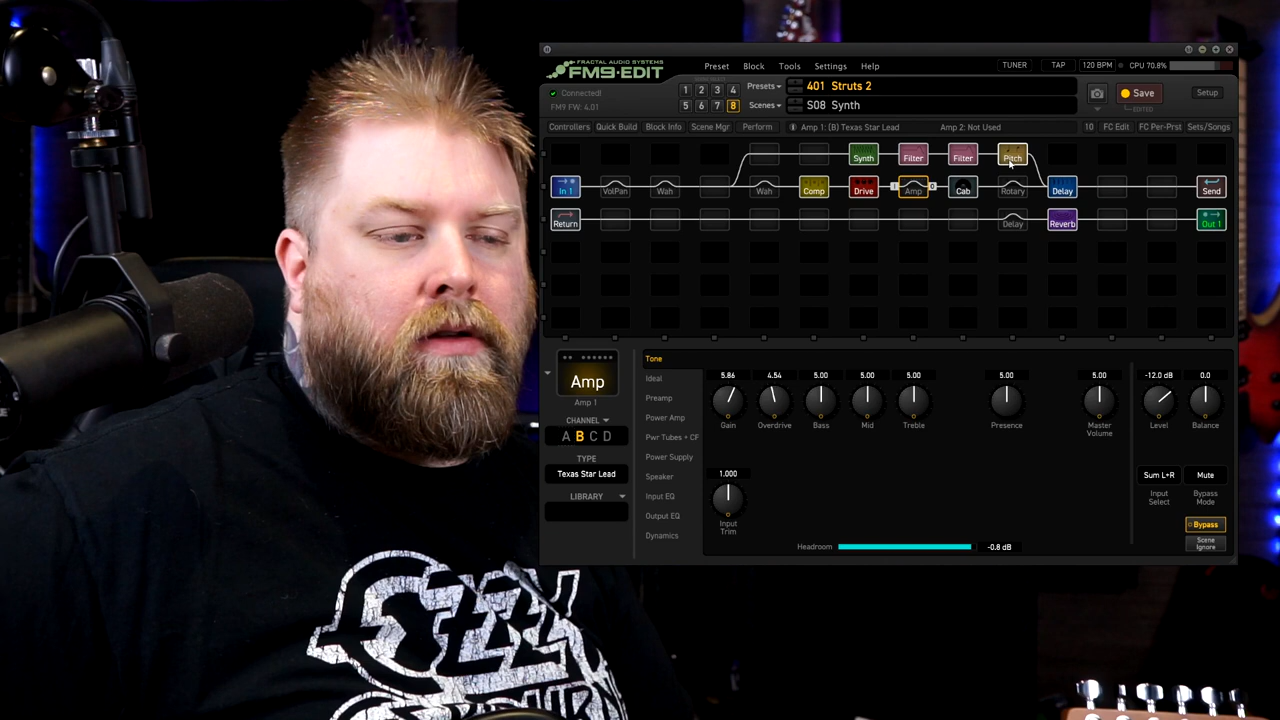 FRACTAL AUDIO SYSTEMS
FM9-EDIT
Preset Block Tools Settings Help
TUNER TAP 120 BPM CPU 70.8%
Connected!
FM9 FW: 4.01
1 2 3 4
5 6 7 8
Presets 401 Struts 2
Scenes S08 Synth
Save
EDITED
Setup
Controllers Quick Build Block Info Scene Mgr Perform Amp 1: (B) Texas Star Lead Amp 2: Not Used 10 FC Edit FC Per-Prst Sets/Songs
Synth Filter Filter Pitch
In 1 VolPan Wah Wah Comp Drive I Amp O Cab Rotary Delay Send
Return Delay Reverb Out 1
Amp
Amp 1
CHANNEL
A B C D
TYPE
Texas Star Lead
LIBRARY
Tone
Ideal
Preamp
Power Amp
Pwr Tubes + CF
Power Supply
Speaker
Input EQ
Output EQ
Dynamics
5.86 4.54 5.00 5.00 5.00 5.00 5.00 -12.0 dB 0.0
Gain Overdrive Bass Mid Treble Presence Master Volume Level Balance
1.000
Input Trim
Sum L+R Mute
Input Select Bypass Mode
Bypass
Scene Ignore
Headroom -0.8 dB
OZZY